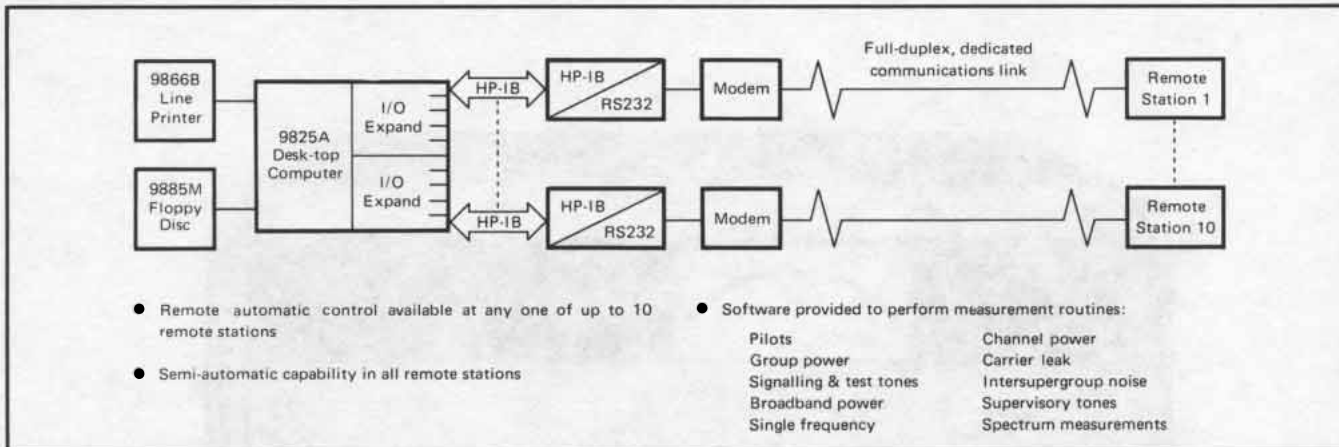 9866B
Line
Printer
9885M
Floppy
Disc
9825A
Desk-top
Computer
I/O
Expand
I/O
Expand
HP-IB
HP-IB
HP-IB
RS232
HP-IB
RS232
Modem
Modem
Full-duplex, dedicated
communications link
Remote
Station 1
Remote
Station 10
● Remote automatic control available at any one of up to 10
remote stations
● Semi-automatic capability in all remote stations
● Software provided to perform measurement routines:
Pilots
Group power
Signalling & test tones
Broadband power
Single frequency
Channel power
Carrier leak
Intersupergroup noise
Supervisory tones
Spectrum measurements